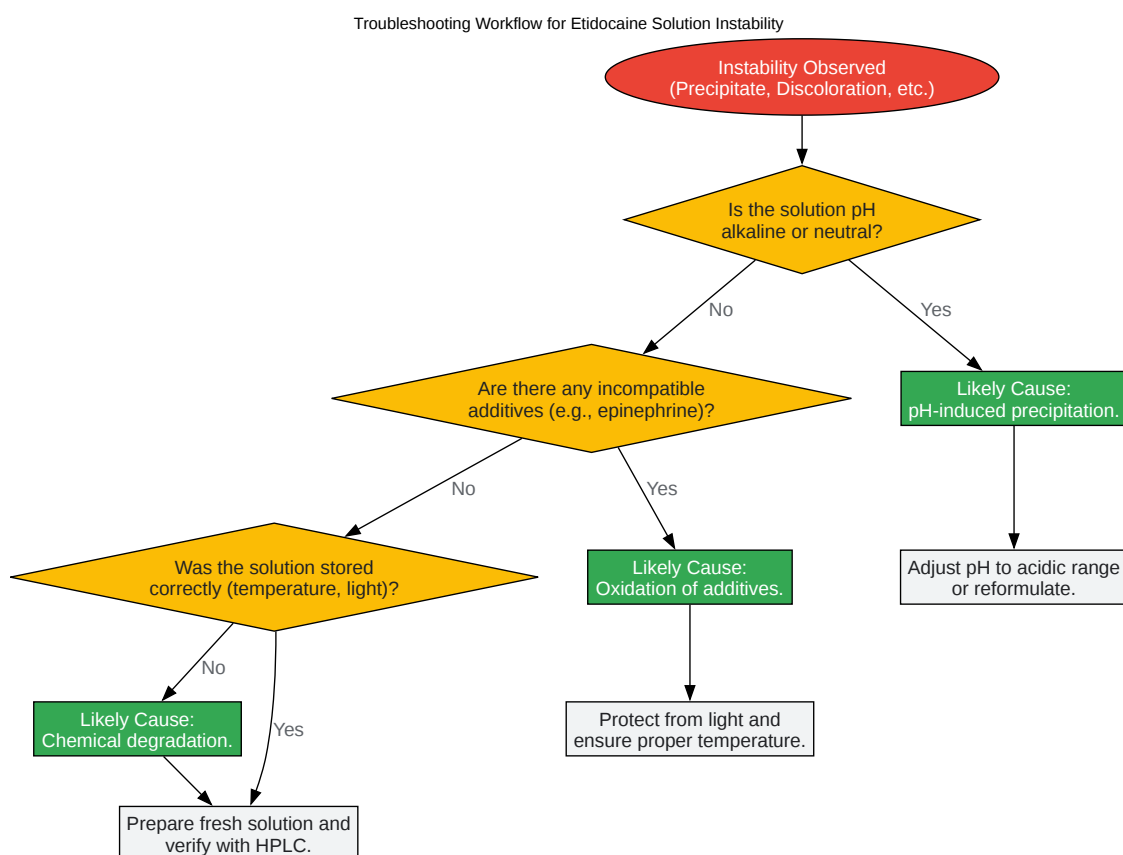 Troubleshooting Workflow for Etidocaine Solution Instability
Instability Observed
(Precipitate, Discoloration, etc.)
Is the solution pH
alkaline or neutral?
No
Yes
Are there any incompatible
additives (e.g., epinephrine)?
Likely Cause:
pH-induced precipitation.
No
Yes
Was the solution stored
correctly (temperature, light)?
Likely Cause:
Oxidation of additives.
Adjust pH to acidic range
or reformulate.
No
Yes
Likely Cause:
Chemical degradation.
Protect from light and
ensure proper temperature.
Prepare fresh solution and
verify with HPLC.